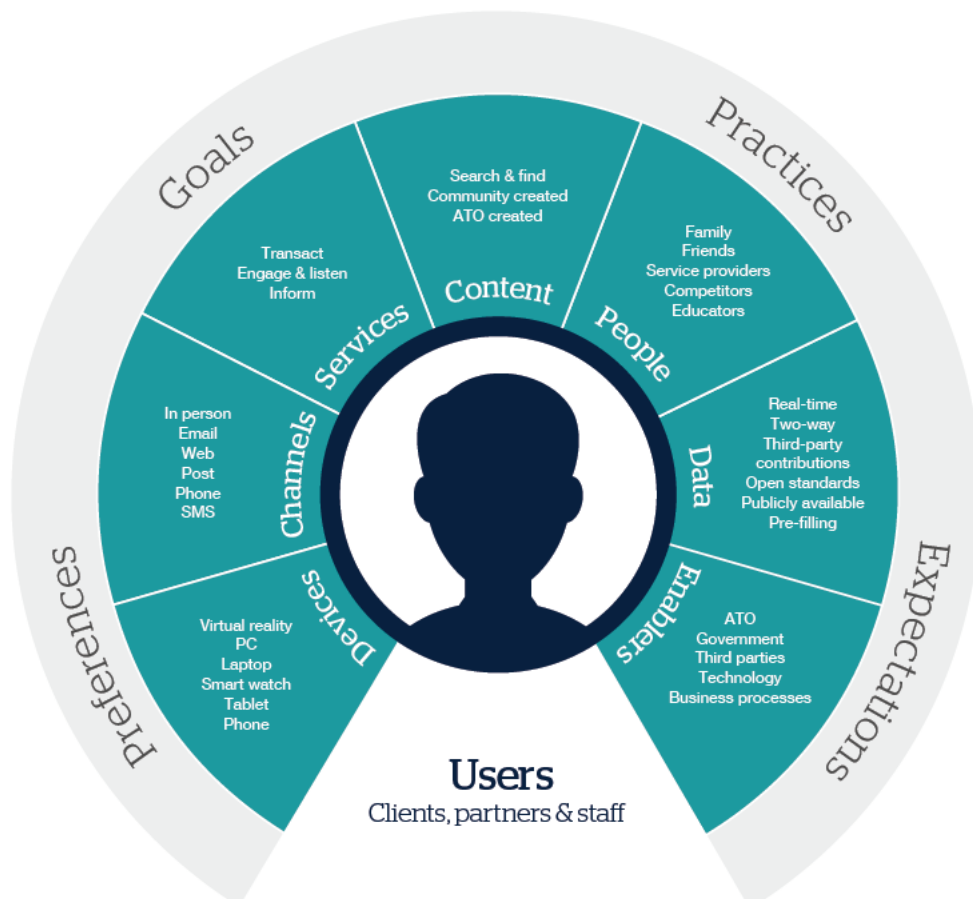 Goals
Practices
Preferences
Expectations
Search & find
Community created
ATO created
Content
Transact
Engage & listen
Inform
Services
Family
Friends
Service providers
Competitors
Educators
People
In person
Email
Web
Post
Phone
SMS
Channels
Real-time
Two-way
Third-party
contributions
Open standards
Publicly available
Pre-filling
Data
Virtual reality
PC
Laptop
Smart watch
Tablet
Phone
Devices
ATO
Government
Third parties
Technology
Business processes
Enablers
Users
Clients, partners & staff